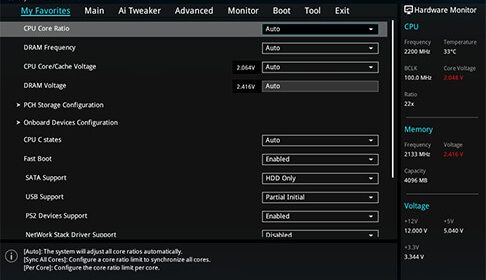 My Favorites Main Ai Tweaker Advanced Monitor Boot Tool Exit
Hardware Monitor
CPU Core Ratio Auto
DRAM Frequency Auto
CPU Core/Cache Voltage 2.064V Auto
DRAM Voltage 2.416V Auto
> PCH Storage Configuration
> Onboard Devices Configuration
CPU C states Auto
Fast Boot Enabled
SATA Support HDD Only
USB Support Partial Initial
PS2 Devices Support Enabled
NetWork Stack Driver Support Disabled
[Auto]: The system will adjust all core ratios automatically.
[Sync All Cores]: Configure a core ratio limit to synchronize all cores.
[Per Core]: Configure the core ratio limit per core.
CPU
Frequency Temperature
2200 MHz 33°C
BCLK Core Voltage
100.0 MHz 2.048 V
Ratio
22x
Memory
Frequency Voltage
2133 MHz 2.416 V
Capacity
4096 MB
Voltage
+12V +5V
12.000 V 5.040 V
+3.3V
3.344 V